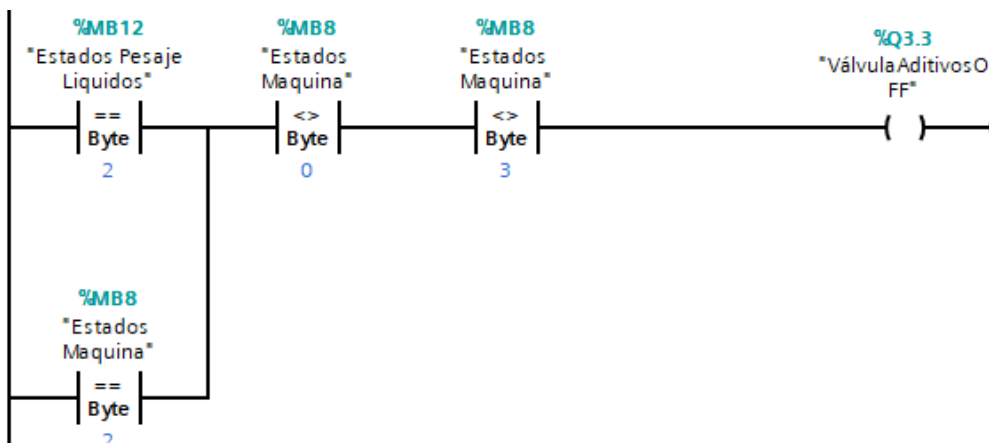 %MB12
"Estados Pesaje
Liquidos"
==
Byte
2
%MB8
"Estados
Maquina"
<>
Byte
0
%MB8
"Estados
Maquina"
<>
Byte
3
%Q3.3
"VálvulaAditivosO
FF"
%MB8
"Estados
Maquina"
==
Byte
2